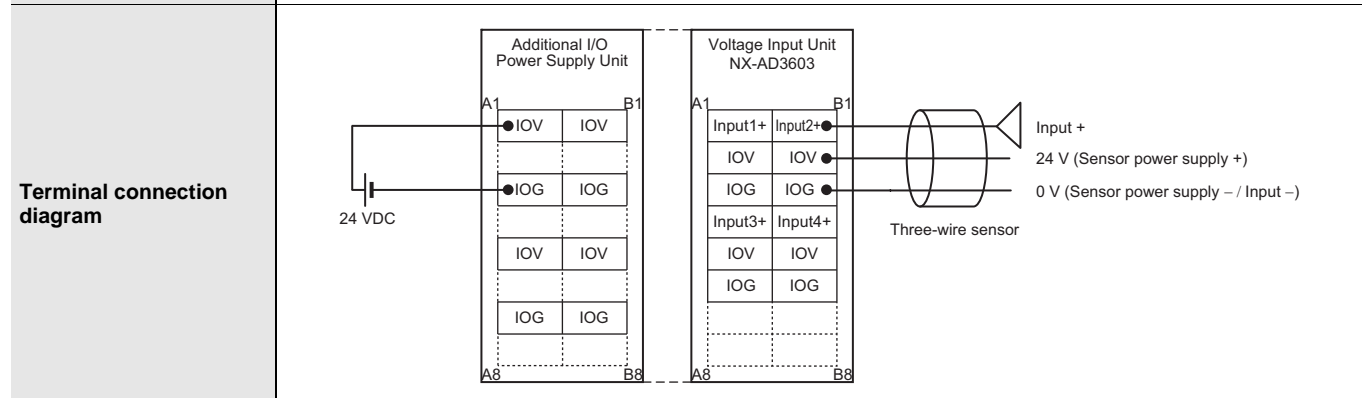 Terminal connection
diagram
Additional I/O
Power Supply Unit
A1 B1
IOV IOV
IOG IOG
IOV IOV
IOG IOG
A8 B8
24 VDC
Voltage Input Unit
NX-AD3603
A1 B1
Input1+ Input2+
IOV IOV
IOG IOG
Input3+ Input4+
IOV IOV
IOG IOG
A8 B8
Input +
24 V (Sensor power supply +)
0 V (Sensor power supply – / Input –)
Three-wire sensor